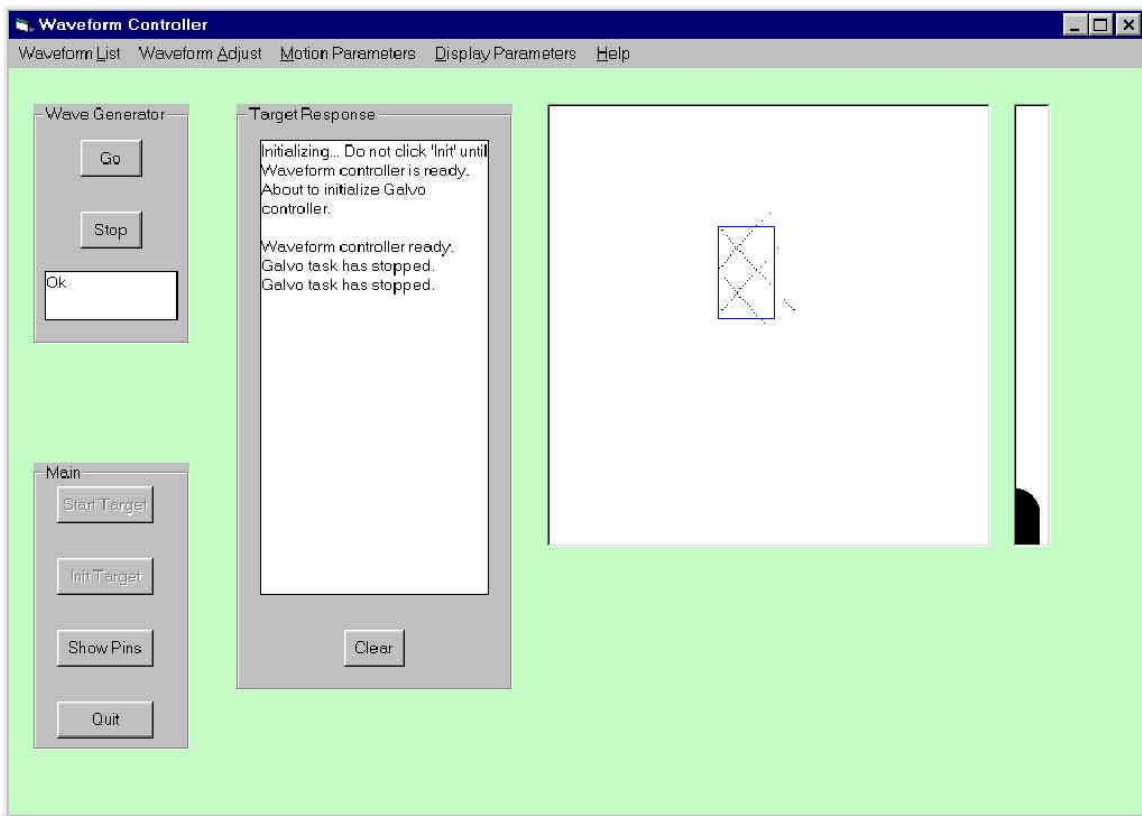 Waveform Controller
Waveform List Waveform Adjust Motion Parameters Display Parameters Help
Wave Generator
Go
Stop
Ok
Target Response
Initializing... Do not click 'Init' until
Waveform controller is ready.
About to initialize Galvo
controller.
Waveform controller ready.
Galvo task has stopped.
Galvo task has stopped.
Clear
Main
Start Target
Init Target
Show Pins
Quit